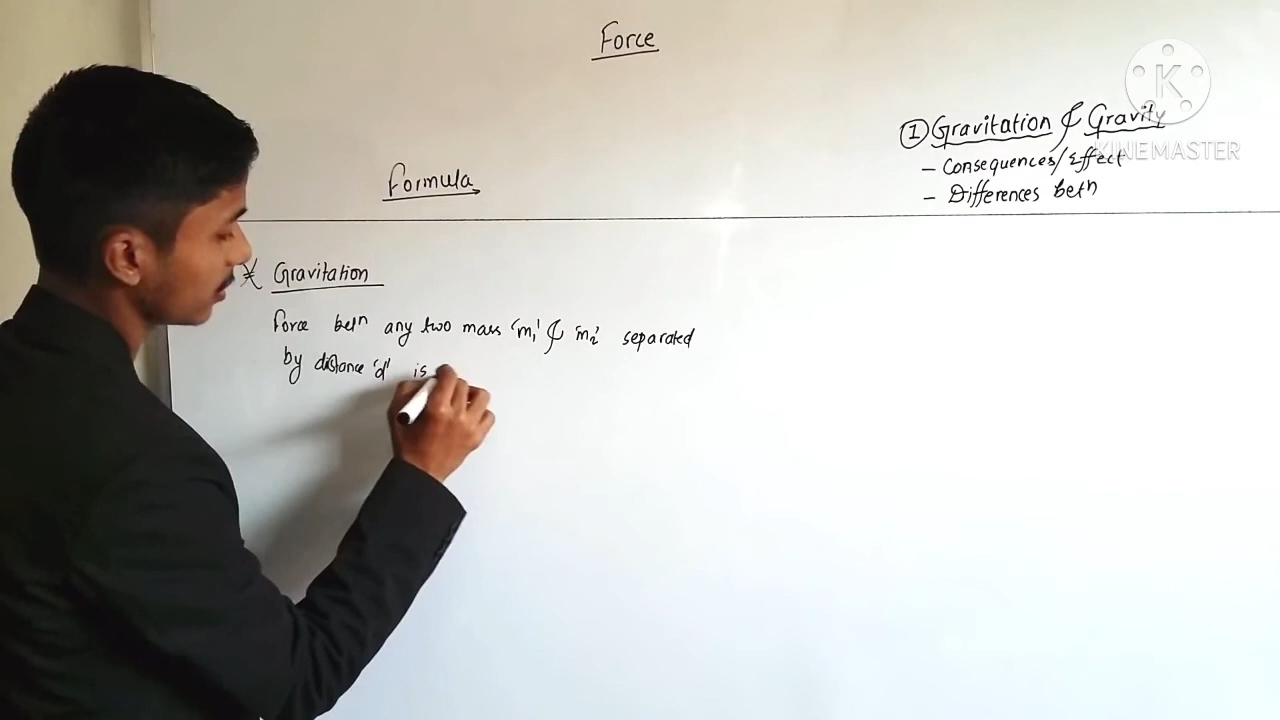 Force
① Gravitation & Gravity
- Consequences/Effect
- Differences betn
Formula
* Gravitation
Force betn any two mass 'm₁' & 'm₂' separated
by distance 'd' is
K
KINEMASTER